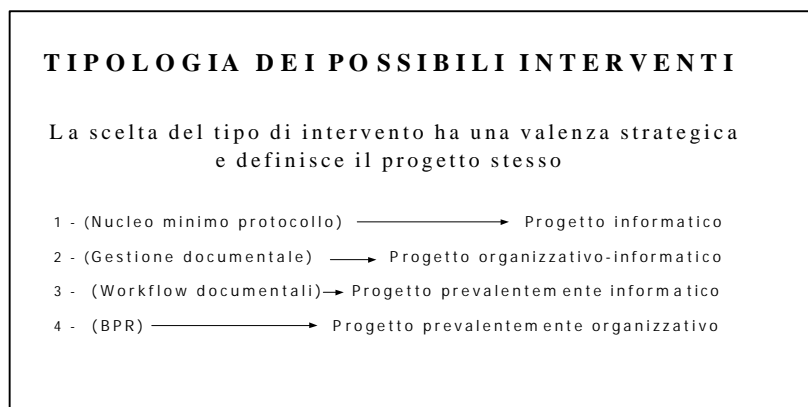 TIPOLOGIA DEI POSSIBILI INTERVENTI
La scelta del tipo di intervento ha una valenza strategica
e definisce il progetto stesso
1 - (Nucleo minimo protocollo) Progetto informatico
2 - (Gestione documentale) Progetto organizzativo-informatico
3 - (Workflow documentali) Progetto prevalentemente informatico
4 - (BPR) Progetto prevalentemente organizzativo